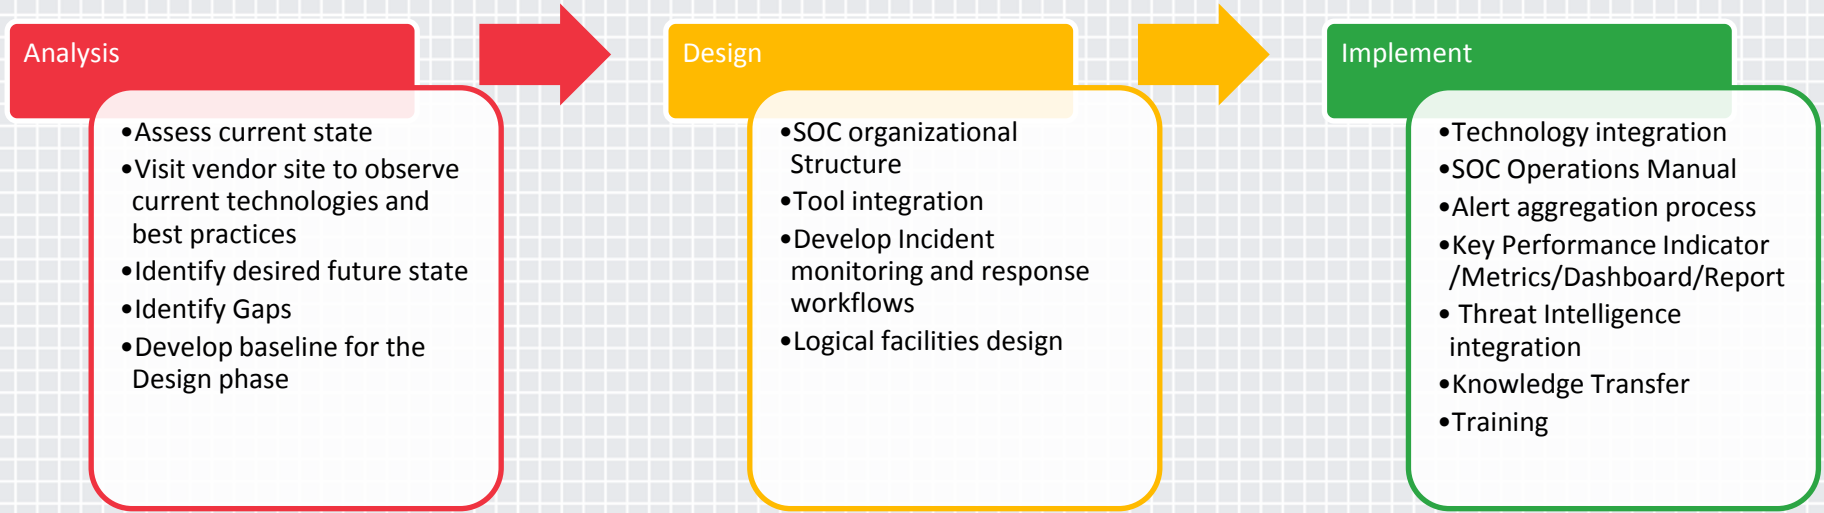 Analysis
•Assess current state
•Visit vendor site to observe
current technologies and
best practices
•Identify desired future state
•Identify Gaps
•Develop baseline for the
Design phase
Design
•SOC organizational
Structure
•Tool integration
•Develop Incident
monitoring and response
workflows
•Logical facilities design
Implement
•Technology integration
•SOC Operations Manual
•Alert aggregation process
•Key Performance Indicator
/Metrics/Dashboard/Report
• Threat Intelligence
integration
•Knowledge Transfer
•Training